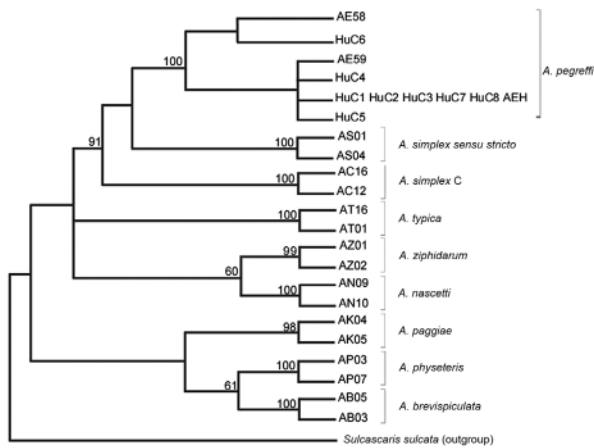 AE58
HuC6
100
AE59
A. pegreffi
HuC4
HuC1 HuC2 HuC3 HuC7 HuC8 AEH
HuC5
91
AS01
100
A. simplex sensu stricto
AS04
AC16
100
A. simplex C
AC12
AT16
100
A. typica
AT01
AZ01
99
A. ziphidarum
AZ02
60
AN09
100
A. nascetti
AN10
AK04
98
A. paggiae
AK05
AP03
100
A. physeteris
AP07
61
AB05
100
A. brevispiculata
AB03
Sulcascaris sulcata (outgroup)